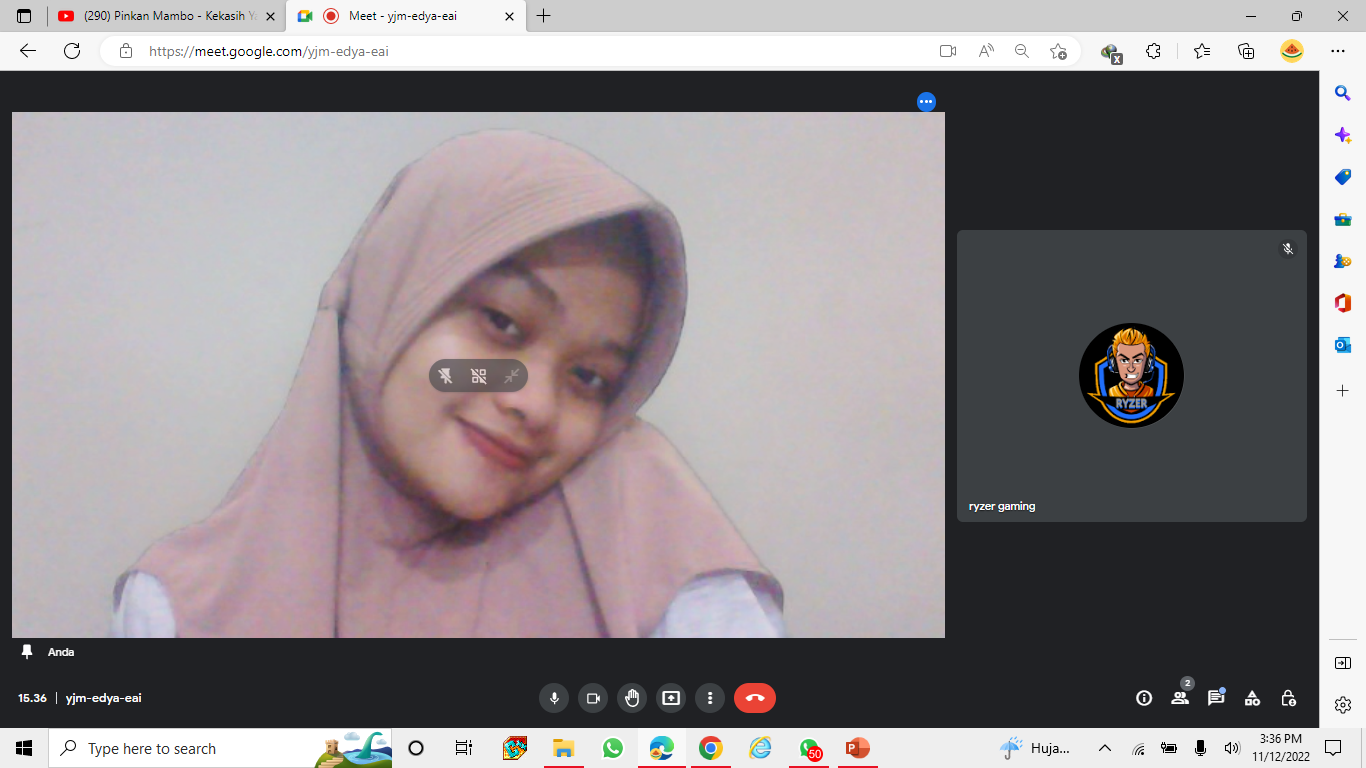 (290) Pinkan Mambo - Kekasih Ya
Meet - yjm-edya-eai
https://meet.google.com/yjm-edya-eai
RYZER
ryzer gaming
Anda
15.36 | yjm-edya-eai
2
Type here to search
50
Huja...
3:36 PM
11/12/2022